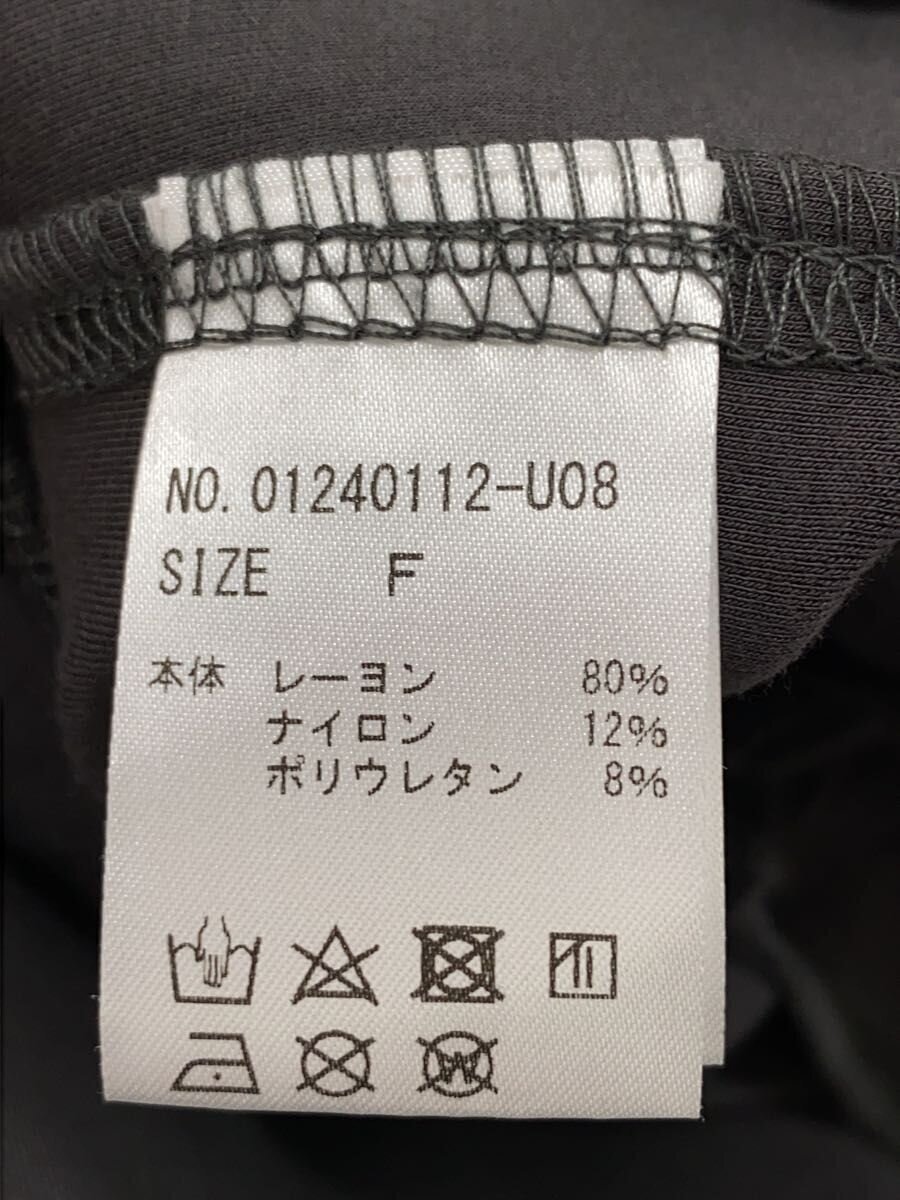 NO. 01240112-U08
SIZE F
本体 レーヨン 80%
ナイロン 12%
ポリウレタン 8%
W